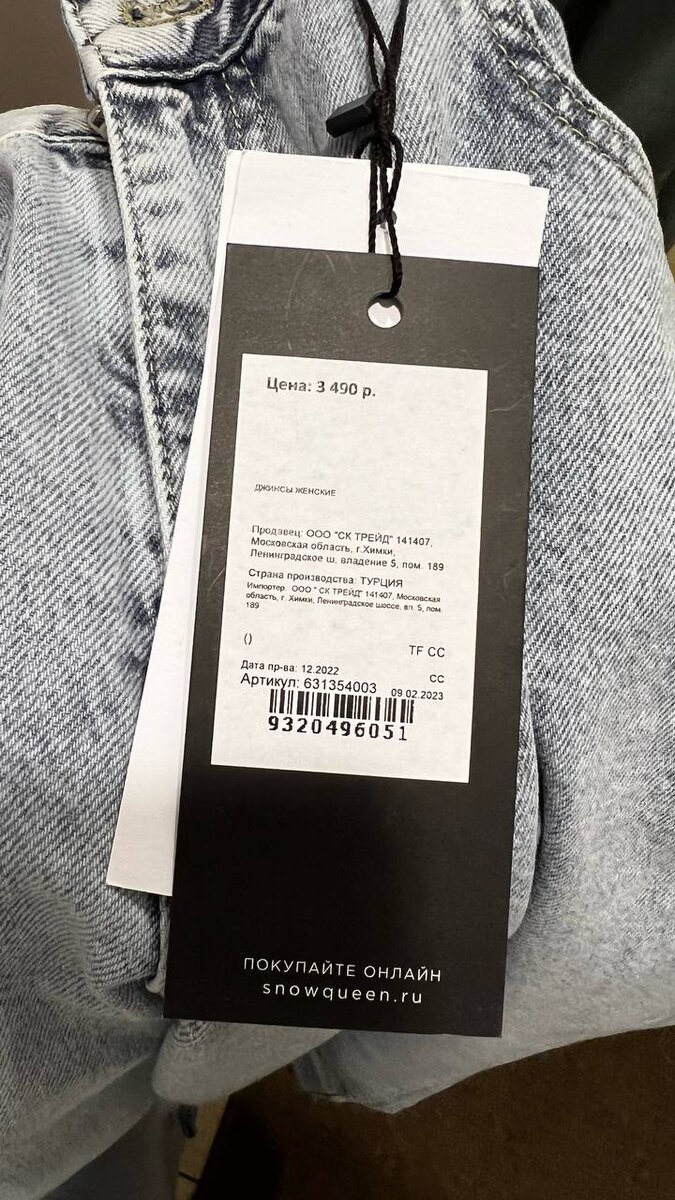 Цена: 3 490 р.
ДЖИНСЫ ЖЕНСКИЕ
Продавец: ООО "СК ТРЕЙД" 141407,
Московская область, г.Химки,
Ленинградское ш, владение 5, пом. 189
Страна производства: ТУРЦИЯ
Импортер: ООО " СК ТРЕЙД" 141407, Московская
область, г. Химки, Ленинградское шоссе, вл. 5, пом.
189
() TF CC
Дата пр-ва: 12.2022 CC
Артикул: 631354003 09.02.2023
9320496051
ПОКУПАЙТЕ ОНЛАЙН
snowqueen.ru